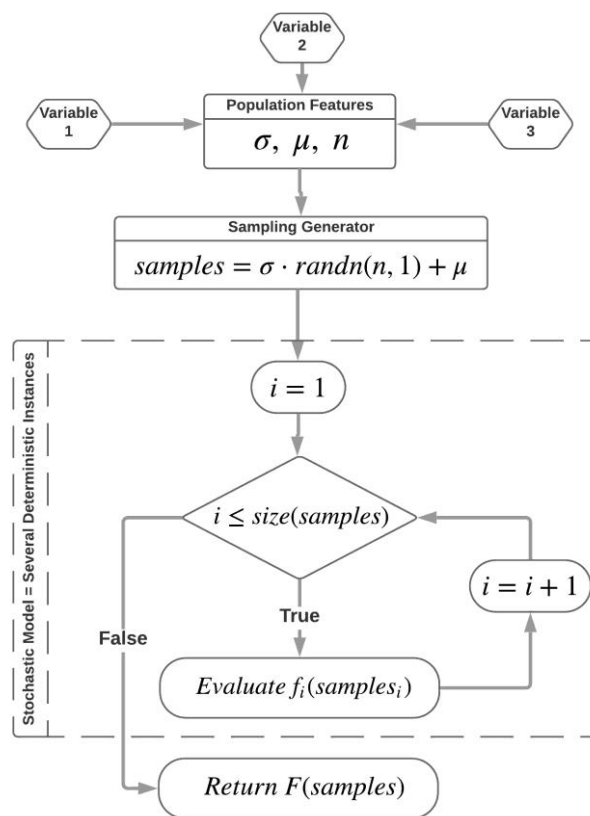 Variable
2
Variable
1
Population Features
σ, μ, n
Variable
3
Sampling Generator
samples = σ · randn(n, 1) + μ
Stochastic Model = Several Deterministic Instances
i = 1
i ≤ size(samples)
i = i + 1
True
False
Evaluate f_i(samples_i)
Return F(samples)